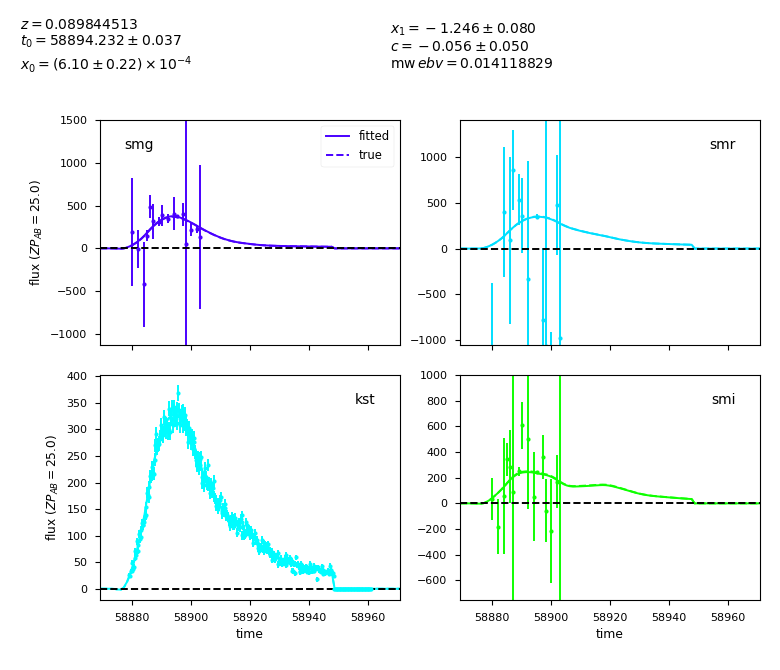 z = 0.089844513
t₀ = 58894.232 ± 0.037
x₀ = (6.10 ± 0.22) × 10⁻⁴
x₁ = −1.246 ± 0.080
c = −0.056 ± 0.050
mw ebv = 0.014118829
1500
1000
500
0
−500
−1000
flux (ZP_AB = 25.0)
smg
fitted
true
1000
500
0
−500
−1000
smr
400
350
300
250
200
150
100
50
0
flux (ZP_AB = 25.0)
kst
58880 58900 58920 58940 58960
time
1000
800
600
400
200
0
−200
−400
−600
smi
58880 58900 58920 58940 58960
time